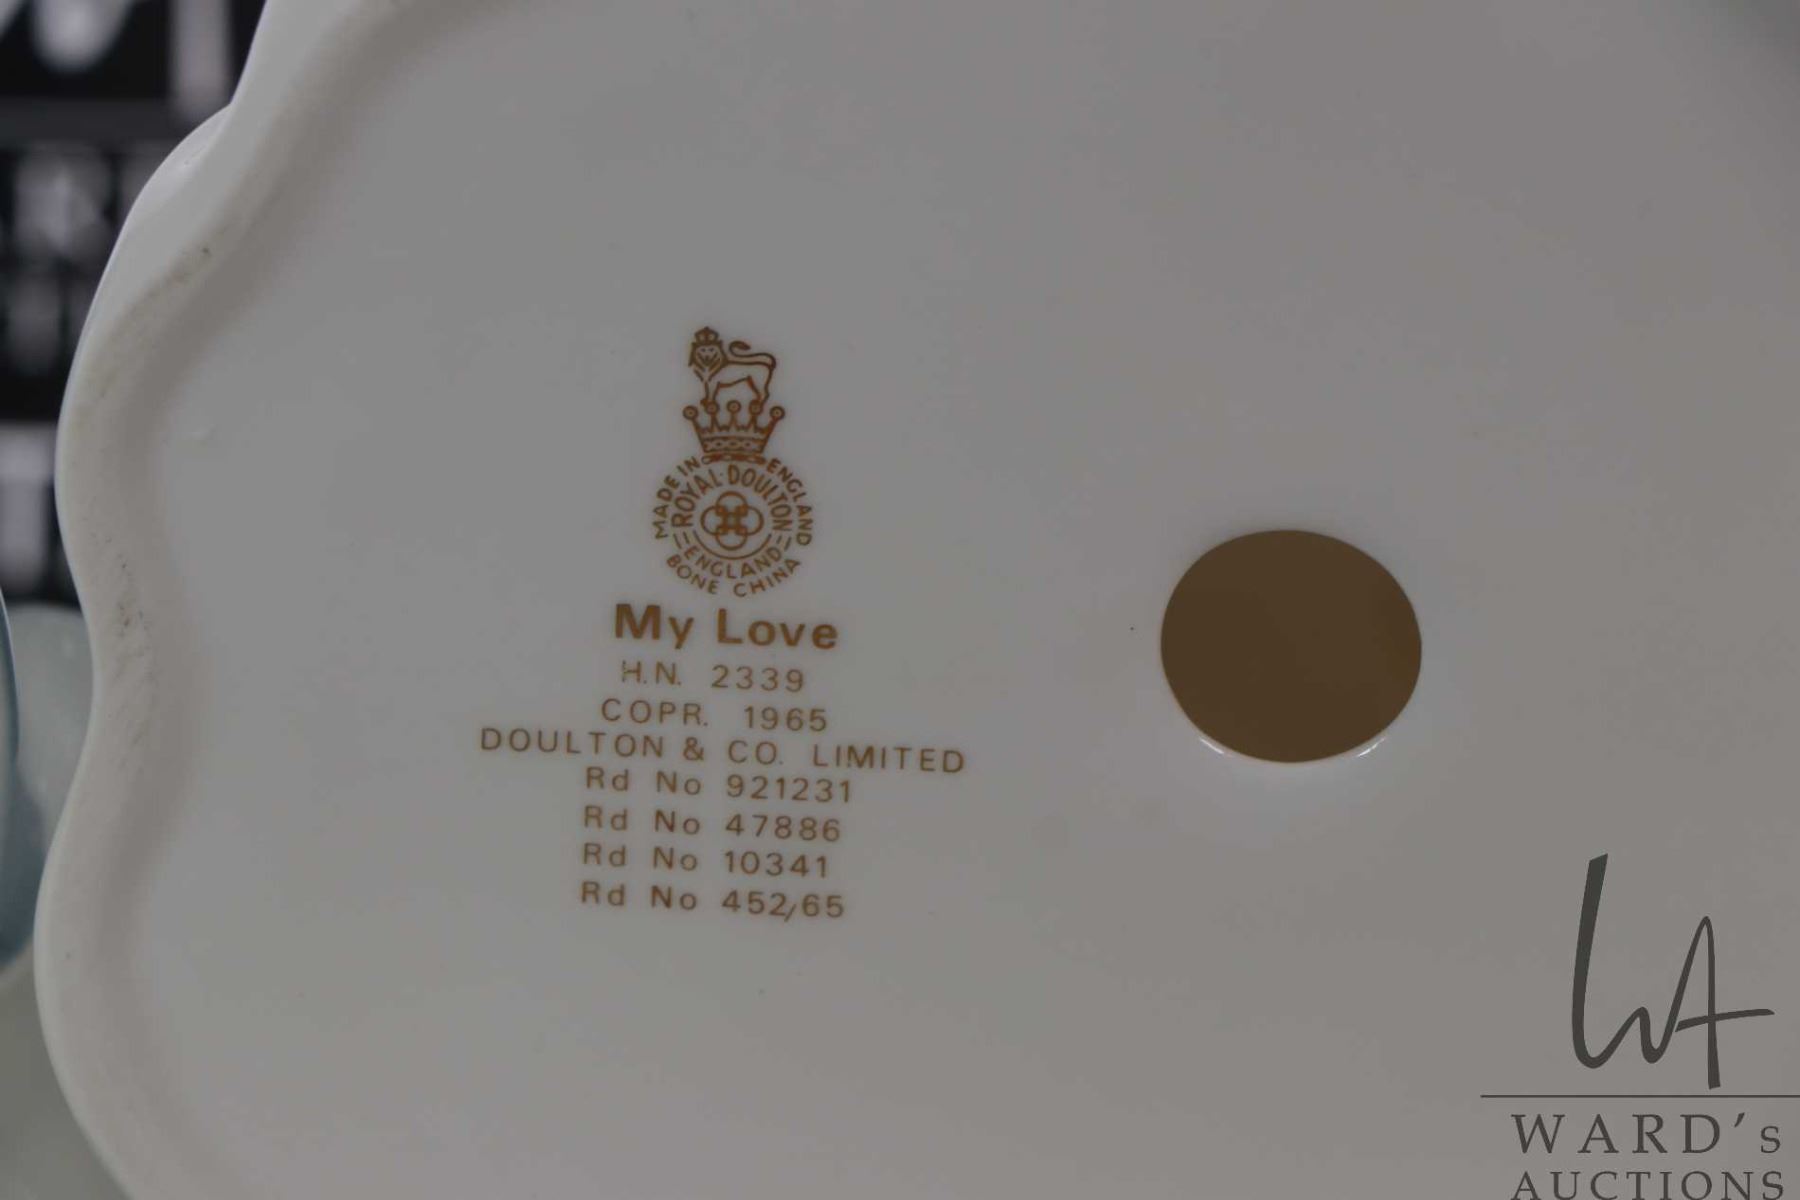 MADE IN ENGLAND
ROYAL·DOULTON
ENGLAND
BONE CHINA
My Love
H.N. 2339
COPR. 1965
DOULTON & CO. LIMITED
Rd No 921231
Rd No 47886
Rd No 10341
Rd No 452/65
WA
WARD's
AUCTIONS